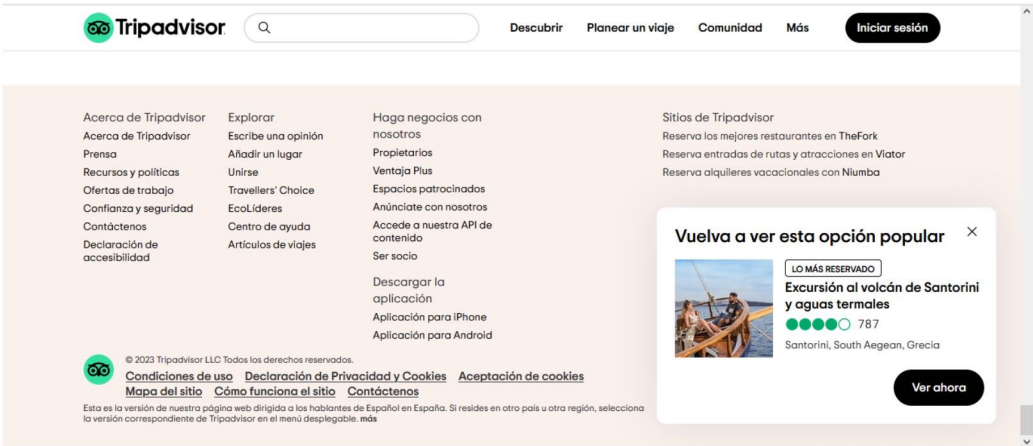 Tripadvisor
Descubrir
Planear un viaje
Comunidad
Más
Iniciar sesión
Acerca de Tripadvisor
Acerca de Tripadvisor
Prensa
Recursos y políticas
Ofertas de trabajo
Confianza y seguridad
Contáctenos
Declaración de
accesibilidad
Explorar
Escribe una opinión
Añadir un lugar
Unirse
Travellers' Choice
EcoLíderes
Centro de ayuda
Artículos de viajes
Haga negocios con
nosotros
Propietarios
Ventaja Plus
Espacios patrocinados
Anúnciate con nosotros
Accede a nuestra API de
contenido
Ser socio
Descargar la
aplicación
Aplicación para iPhone
Aplicación para Android
Sitios de Tripadvisor
Reserva los mejores restaurantes en TheFork
Reserva entradas de rutas y atracciones en Viator
Reserva alquileres vacacionales con Niumba
Vuelva a ver esta opción popular
LO MÁS RESERVADO
Excursión al volcán de Santorini
y aguas termales
787
Santorini, South Aegean, Grecia
Ver ahora
© 2023 Tripadvisor LLC Todos los derechos reservados.
Condiciones de uso Declaración de Privacidad y Cookies Aceptación de cookies
Mapa del sitio Cómo funciona el sitio Contáctenos
Esta es la versión de nuestra página web dirigida a los hablantes de Español en España. Si resides en otro país u otra región, selecciona
la versión correspondiente de Tripadvisor en el menú desplegable. más